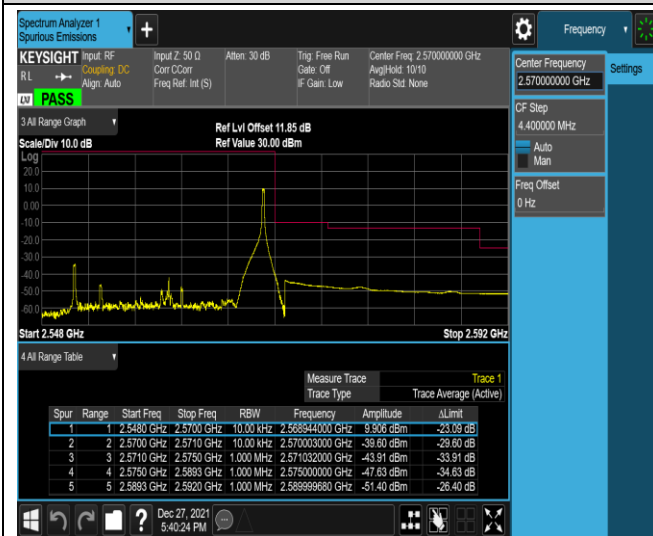 Spectrum Analyzer 1
Spurious Emissions
Frequency
KEYSIGHT
RL
LXI
PASS
Input: RF
Coupling: DC
Align: Auto
Input Z: 50 Ω
Corr CCorr
Freq Ref: Int (S)
Atten: 30 dB
Trig: Free Run
Gate: Off
IF Gain: Low
Center Freq: 2.570000000 GHz
Avg|Hold: 10/10
Radio Std: None
Center Frequency
2.570000000 GHz
Settings
CF Step
4.400000 MHz
Auto
Man
Freq Offset
0 Hz
3 All Range Graph
Ref Lvl Offset 11.85 dB
Scale/Div 10.0 dB
Ref Value 30.00 dBm
Log
20.0
10.0
0.00
-10.0
-20.0
-30.0
-40.0
-50.0
-60.0
Start 2.548 GHz
Stop 2.592 GHz
4 All Range Table
Measure Trace Trace 1
Trace Type Trace Average (Active)
Spur Range Start Freq Stop Freq RBW Frequency Amplitude ΔLimit
1 1 2.5480 GHz 2.5700 GHz 10.00 kHz 2.568944000 GHz 9.906 dBm -23.09 dB
2 2 2.5700 GHz 2.5710 GHz 10.00 kHz 2.570003000 GHz -39.60 dBm -29.60 dB
3 3 2.5710 GHz 2.5750 GHz 1.000 MHz 2.571032000 GHz -43.91 dBm -33.91 dB
4 4 2.5750 GHz 2.5893 GHz 1.000 MHz 2.575000000 GHz -47.63 dBm -34.63 dB
5 5 2.5893 GHz 2.5920 GHz 1.000 MHz 2.589999680 GHz -51.40 dBm -26.40 dB
Dec 27, 2021
5:40:24 PM